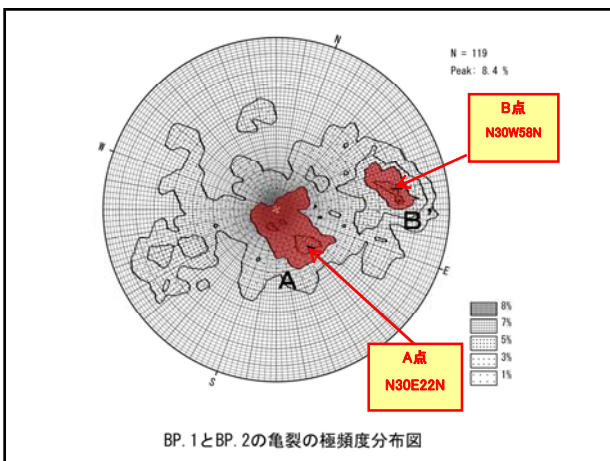 N
N = 119
Peak: 8.4 %
B点
N30W58N
W
B
A
E
8%
7%
5%
3%
1%
A点
N30E22N
S
BP.1とBP.2の亀裂の極頻度分布図